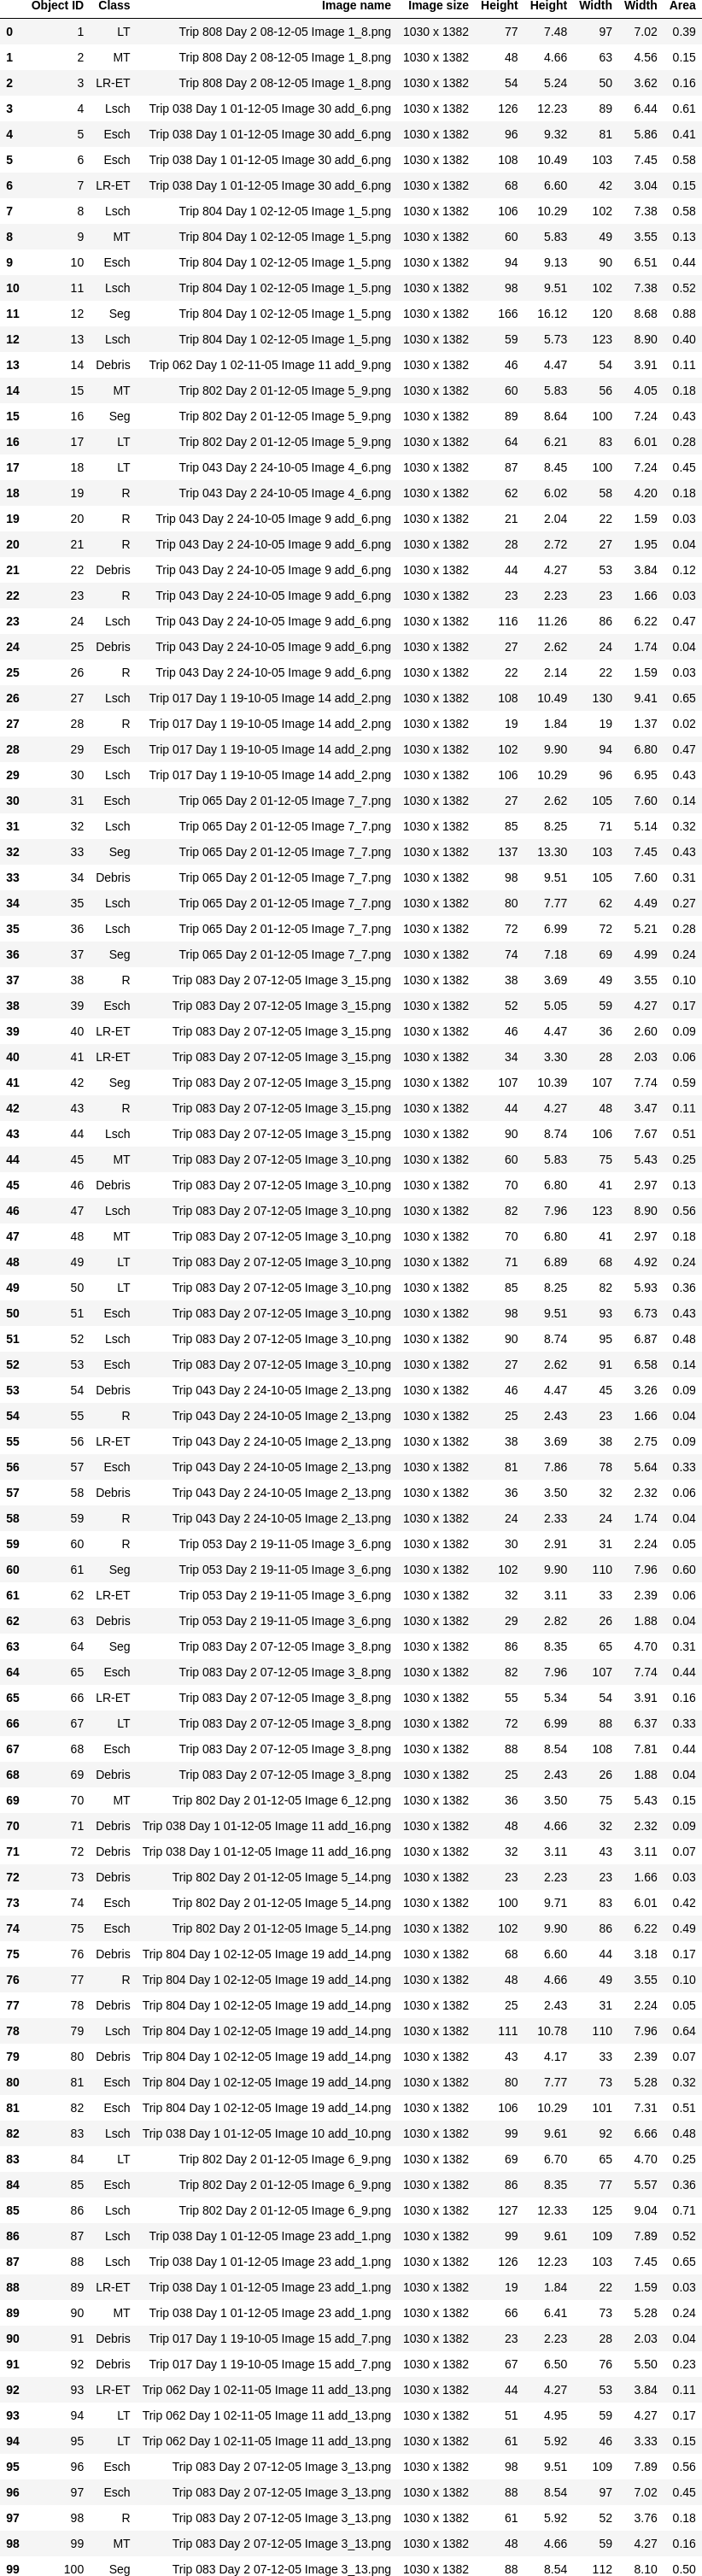 Object ID Class Image name Image size Height Height Width Width Area
0 1 LT Trip 808 Day 2 08-12-05 Image 1_8.png 1030 x 1382 77 7.48 97 7.02 0.39
1 2 MT Trip 808 Day 2 08-12-05 Image 1_8.png 1030 x 1382 48 4.66 63 4.56 0.15
2 3 LR-ET Trip 808 Day 2 08-12-05 Image 1_8.png 1030 x 1382 54 5.24 50 3.62 0.16
3 4 Lsch Trip 038 Day 1 01-12-05 Image 30 add_6.png 1030 x 1382 126 12.23 89 6.44 0.61
4 5 Esch Trip 038 Day 1 01-12-05 Image 30 add_6.png 1030 x 1382 96 9.32 81 5.86 0.41
5 6 Esch Trip 038 Day 1 01-12-05 Image 30 add_6.png 1030 x 1382 108 10.49 103 7.45 0.58
6 7 LR-ET Trip 038 Day 1 01-12-05 Image 30 add_6.png 1030 x 1382 68 6.60 42 3.04 0.15
7 8 Lsch Trip 804 Day 1 02-12-05 Image 1_5.png 1030 x 1382 106 10.29 102 7.38 0.58
8 9 MT Trip 804 Day 1 02-12-05 Image 1_5.png 1030 x 1382 60 5.83 49 3.55 0.13
9 10 Esch Trip 804 Day 1 02-12-05 Image 1_5.png 1030 x 1382 94 9.13 90 6.51 0.44
10 11 Lsch Trip 804 Day 1 02-12-05 Image 1_5.png 1030 x 1382 98 9.51 102 7.38 0.52
11 12 Seg Trip 804 Day 1 02-12-05 Image 1_5.png 1030 x 1382 166 16.12 120 8.68 0.88
12 13 Lsch Trip 804 Day 1 02-12-05 Image 1_5.png 1030 x 1382 59 5.73 123 8.90 0.40
13 14 Debris Trip 062 Day 1 02-11-05 Image 11 add_9.png 1030 x 1382 46 4.47 54 3.91 0.11
14 15 MT Trip 802 Day 2 01-12-05 Image 5_9.png 1030 x 1382 60 5.83 56 4.05 0.18
15 16 Seg Trip 802 Day 2 01-12-05 Image 5_9.png 1030 x 1382 89 8.64 100 7.24 0.43
16 17 LT Trip 802 Day 2 01-12-05 Image 5_9.png 1030 x 1382 64 6.21 83 6.01 0.28
17 18 LT Trip 043 Day 2 24-10-05 Image 4_6.png 1030 x 1382 87 8.45 100 7.24 0.45
18 19 R Trip 043 Day 2 24-10-05 Image 4_6.png 1030 x 1382 62 6.02 58 4.20 0.18
19 20 R Trip 043 Day 2 24-10-05 Image 9 add_6.png 1030 x 1382 21 2.04 22 1.59 0.03
20 21 R Trip 043 Day 2 24-10-05 Image 9 add_6.png 1030 x 1382 28 2.72 27 1.95 0.04
21 22 Debris Trip 043 Day 2 24-10-05 Image 9 add_6.png 1030 x 1382 44 4.27 53 3.84 0.12
22 23 R Trip 043 Day 2 24-10-05 Image 9 add_6.png 1030 x 1382 23 2.23 23 1.66 0.03
23 24 Lsch Trip 043 Day 2 24-10-05 Image 9 add_6.png 1030 x 1382 116 11.26 86 6.22 0.47
24 25 Debris Trip 043 Day 2 24-10-05 Image 9 add_6.png 1030 x 1382 27 2.62 24 1.74 0.04
25 26 R Trip 043 Day 2 24-10-05 Image 9 add_6.png 1030 x 1382 22 2.14 22 1.59 0.03
26 27 Lsch Trip 017 Day 1 19-10-05 Image 14 add_2.png 1030 x 1382 108 10.49 130 9.41 0.65
27 28 R Trip 017 Day 1 19-10-05 Image 14 add_2.png 1030 x 1382 19 1.84 19 1.37 0.02
28 29 Esch Trip 017 Day 1 19-10-05 Image 14 add_2.png 1030 x 1382 102 9.90 94 6.80 0.47
29 30 Lsch Trip 017 Day 1 19-10-05 Image 14 add_2.png 1030 x 1382 106 10.29 96 6.95 0.43
30 31 Esch Trip 065 Day 2 01-12-05 Image 7_7.png 1030 x 1382 27 2.62 105 7.60 0.14
31 32 Lsch Trip 065 Day 2 01-12-05 Image 7_7.png 1030 x 1382 85 8.25 71 5.14 0.32
32 33 Seg Trip 065 Day 2 01-12-05 Image 7_7.png 1030 x 1382 137 13.30 103 7.45 0.43
33 34 Debris Trip 065 Day 2 01-12-05 Image 7_7.png 1030 x 1382 98 9.51 105 7.60 0.31
34 35 Lsch Trip 065 Day 2 01-12-05 Image 7_7.png 1030 x 1382 80 7.77 62 4.49 0.27
35 36 Lsch Trip 065 Day 2 01-12-05 Image 7_7.png 1030 x 1382 72 6.99 72 5.21 0.28
36 37 Seg Trip 065 Day 2 01-12-05 Image 7_7.png 1030 x 1382 74 7.18 69 4.99 0.24
37 38 R Trip 083 Day 2 07-12-05 Image 3_15.png 1030 x 1382 38 3.69 49 3.55 0.10
38 39 Esch Trip 083 Day 2 07-12-05 Image 3_15.png 1030 x 1382 52 5.05 59 4.27 0.17
39 40 LR-ET Trip 083 Day 2 07-12-05 Image 3_15.png 1030 x 1382 46 4.47 36 2.60 0.09
40 41 LR-ET Trip 083 Day 2 07-12-05 Image 3_15.png 1030 x 1382 34 3.30 28 2.03 0.06
41 42 Seg Trip 083 Day 2 07-12-05 Image 3_15.png 1030 x 1382 107 10.39 107 7.74 0.59
42 43 R Trip 083 Day 2 07-12-05 Image 3_15.png 1030 x 1382 44 4.27 48 3.47 0.11
43 44 Lsch Trip 083 Day 2 07-12-05 Image 3_15.png 1030 x 1382 90 8.74 106 7.67 0.51
44 45 MT Trip 083 Day 2 07-12-05 Image 3_10.png 1030 x 1382 60 5.83 75 5.43 0.25
45 46 Debris Trip 083 Day 2 07-12-05 Image 3_10.png 1030 x 1382 70 6.80 41 2.97 0.13
46 47 Lsch Trip 083 Day 2 07-12-05 Image 3_10.png 1030 x 1382 82 7.96 123 8.90 0.56
47 48 MT Trip 083 Day 2 07-12-05 Image 3_10.png 1030 x 1382 70 6.80 41 2.97 0.18
48 49 LT Trip 083 Day 2 07-12-05 Image 3_10.png 1030 x 1382 71 6.89 68 4.92 0.24
49 50 LT Trip 083 Day 2 07-12-05 Image 3_10.png 1030 x 1382 85 8.25 82 5.93 0.36
50 51 Esch Trip 083 Day 2 07-12-05 Image 3_10.png 1030 x 1382 98 9.51 93 6.73 0.43
51 52 Lsch Trip 083 Day 2 07-12-05 Image 3_10.png 1030 x 1382 90 8.74 95 6.87 0.48
52 53 Esch Trip 083 Day 2 07-12-05 Image 3_10.png 1030 x 1382 27 2.62 91 6.58 0.14
53 54 Debris Trip 043 Day 2 24-10-05 Image 2_13.png 1030 x 1382 46 4.47 45 3.26 0.09
54 55 R Trip 043 Day 2 24-10-05 Image 2_13.png 1030 x 1382 25 2.43 23 1.66 0.04
55 56 LR-ET Trip 043 Day 2 24-10-05 Image 2_13.png 1030 x 1382 38 3.69 38 2.75 0.09
56 57 Esch Trip 043 Day 2 24-10-05 Image 2_13.png 1030 x 1382 81 7.86 78 5.64 0.33
57 58 Debris Trip 043 Day 2 24-10-05 Image 2_13.png 1030 x 1382 36 3.50 32 2.32 0.06
58 59 R Trip 043 Day 2 24-10-05 Image 2_13.png 1030 x 1382 24 2.33 24 1.74 0.04
59 60 R Trip 053 Day 2 19-11-05 Image 3_6.png 1030 x 1382 30 2.91 31 2.24 0.05
60 61 Seg Trip 053 Day 2 19-11-05 Image 3_6.png 1030 x 1382 102 9.90 110 7.96 0.60
61 62 LR-ET Trip 053 Day 2 19-11-05 Image 3_6.png 1030 x 1382 32 3.11 33 2.39 0.06
62 63 Debris Trip 053 Day 2 19-11-05 Image 3_6.png 1030 x 1382 29 2.82 26 1.88 0.04
63 64 Seg Trip 083 Day 2 07-12-05 Image 3_8.png 1030 x 1382 86 8.35 65 4.70 0.31
64 65 Esch Trip 083 Day 2 07-12-05 Image 3_8.png 1030 x 1382 82 7.96 107 7.74 0.44
65 66 LR-ET Trip 083 Day 2 07-12-05 Image 3_8.png 1030 x 1382 55 5.34 54 3.91 0.16
66 67 LT Trip 083 Day 2 07-12-05 Image 3_8.png 1030 x 1382 72 6.99 88 6.37 0.33
67 68 Esch Trip 083 Day 2 07-12-05 Image 3_8.png 1030 x 1382 88 8.54 108 7.81 0.44
68 69 Debris Trip 083 Day 2 07-12-05 Image 3_8.png 1030 x 1382 25 2.43 26 1.88 0.04
69 70 MT Trip 802 Day 2 01-12-05 Image 6_12.png 1030 x 1382 36 3.50 75 5.43 0.15
70 71 Debris Trip 038 Day 1 01-12-05 Image 11 add_16.png 1030 x 1382 48 4.66 32 2.32 0.09
71 72 Debris Trip 038 Day 1 01-12-05 Image 11 add_16.png 1030 x 1382 32 3.11 43 3.11 0.07
72 73 Debris Trip 802 Day 2 01-12-05 Image 5_14.png 1030 x 1382 23 2.23 23 1.66 0.03
73 74 Esch Trip 802 Day 2 01-12-05 Image 5_14.png 1030 x 1382 100 9.71 83 6.01 0.42
74 75 Esch Trip 802 Day 2 01-12-05 Image 5_14.png 1030 x 1382 102 9.90 86 6.22 0.49
75 76 Debris Trip 804 Day 1 02-12-05 Image 19 add_14.png 1030 x 1382 68 6.60 44 3.18 0.17
76 77 R Trip 804 Day 1 02-12-05 Image 19 add_14.png 1030 x 1382 48 4.66 49 3.55 0.10
77 78 Debris Trip 804 Day 1 02-12-05 Image 19 add_14.png 1030 x 1382 25 2.43 31 2.24 0.05
78 79 Lsch Trip 804 Day 1 02-12-05 Image 19 add_14.png 1030 x 1382 111 10.78 110 7.96 0.64
79 80 Debris Trip 804 Day 1 02-12-05 Image 19 add_14.png 1030 x 1382 43 4.17 33 2.39 0.07
80 81 Esch Trip 804 Day 1 02-12-05 Image 19 add_14.png 1030 x 1382 80 7.77 73 5.28 0.32
81 82 Esch Trip 804 Day 1 02-12-05 Image 19 add_14.png 1030 x 1382 106 10.29 101 7.31 0.51
82 83 Lsch Trip 038 Day 1 01-12-05 Image 10 add_10.png 1030 x 1382 99 9.61 92 6.66 0.48
83 84 LT Trip 802 Day 2 01-12-05 Image 6_9.png 1030 x 1382 69 6.70 65 4.70 0.25
84 85 Esch Trip 802 Day 2 01-12-05 Image 6_9.png 1030 x 1382 86 8.35 77 5.57 0.36
85 86 Lsch Trip 802 Day 2 01-12-05 Image 6_9.png 1030 x 1382 127 12.33 125 9.04 0.71
86 87 Lsch Trip 038 Day 1 01-12-05 Image 23 add_1.png 1030 x 1382 99 9.61 109 7.89 0.52
87 88 Lsch Trip 038 Day 1 01-12-05 Image 23 add_1.png 1030 x 1382 126 12.23 103 7.45 0.65
88 89 LR-ET Trip 038 Day 1 01-12-05 Image 23 add_1.png 1030 x 1382 19 1.84 22 1.59 0.03
89 90 MT Trip 038 Day 1 01-12-05 Image 23 add_1.png 1030 x 1382 66 6.41 73 5.28 0.24
90 91 Debris Trip 017 Day 1 19-10-05 Image 15 add_7.png 1030 x 1382 23 2.23 28 2.03 0.04
91 92 Debris Trip 017 Day 1 19-10-05 Image 15 add_7.png 1030 x 1382 67 6.50 76 5.50 0.23
92 93 LR-ET Trip 062 Day 1 02-11-05 Image 11 add_13.png 1030 x 1382 44 4.27 53 3.84 0.11
93 94 LT Trip 062 Day 1 02-11-05 Image 11 add_13.png 1030 x 1382 51 4.95 59 4.27 0.17
94 95 LT Trip 062 Day 1 02-11-05 Image 11 add_13.png 1030 x 1382 61 5.92 46 3.33 0.15
95 96 Esch Trip 083 Day 2 07-12-05 Image 3_13.png 1030 x 1382 98 9.51 109 7.89 0.56
96 97 Esch Trip 083 Day 2 07-12-05 Image 3_13.png 1030 x 1382 88 8.54 97 7.02 0.45
97 98 R Trip 083 Day 2 07-12-05 Image 3_13.png 1030 x 1382 61 5.92 52 3.76 0.18
98 99 MT Trip 083 Day 2 07-12-05 Image 3_13.png 1030 x 1382 48 4.66 59 4.27 0.16
99 100 Seg Trip 083 Day 2 07-12-05 Image 3_13.png 1030 x 1382 88 8.54 112 8.10 0.50